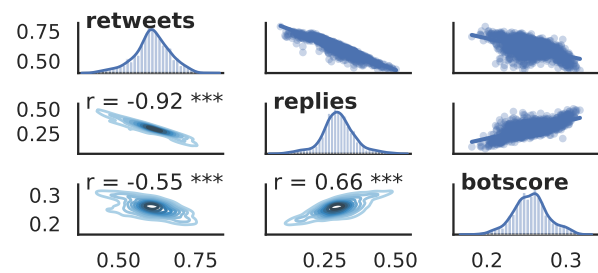 retweets
0.75
0.50
r = -0.92 ***
replies
0.50
0.25
r = -0.55 ***
r = 0.66 ***
botscore
0.3
0.2
0.50 0.75 0.25 0.50 0.2 0.3